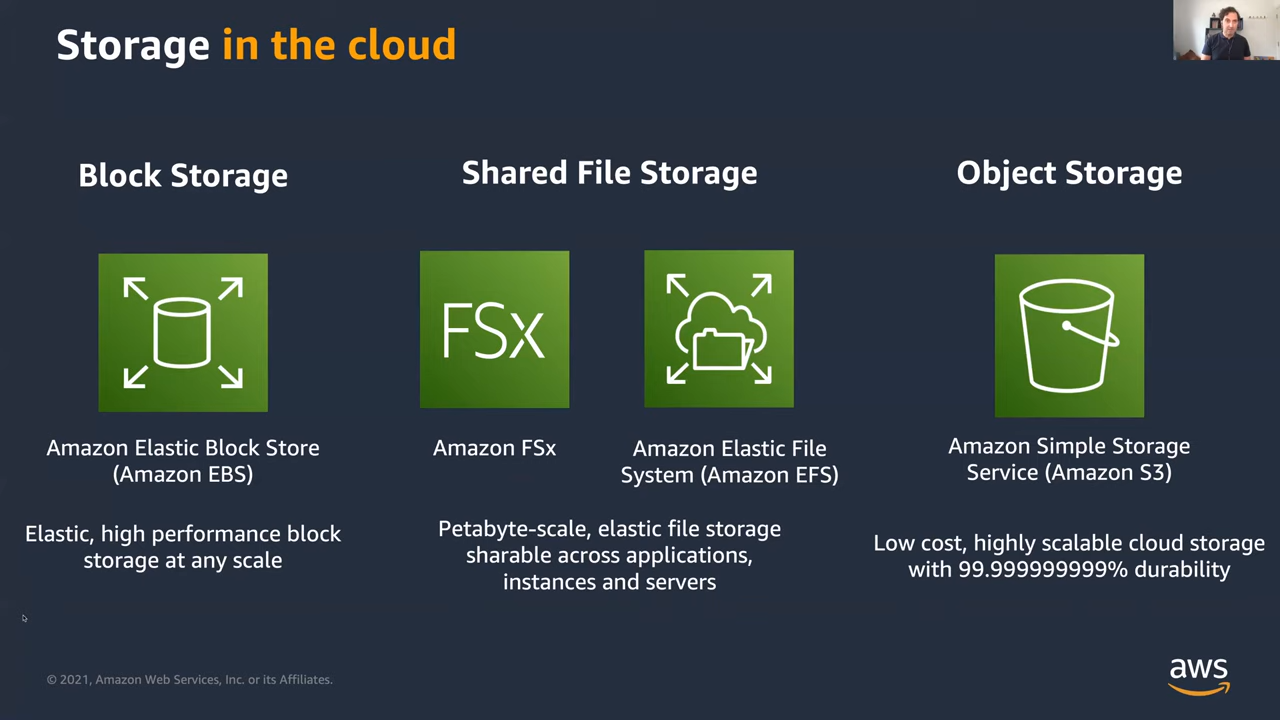 Storage in the cloud
Block Storage
Shared File Storage
Object Storage
FSx
Amazon Elastic Block Store
(Amazon EBS)
Amazon FSx
Amazon Elastic File
System (Amazon EFS)
Amazon Simple Storage
Service (Amazon S3)
Elastic, high performance block
storage at any scale
Petabyte-scale, elastic file storage
sharable across applications,
instances and servers
Low cost, highly scalable cloud storage
with 99.999999999% durability
© 2021, Amazon Web Services, Inc. or its Affiliates.
aws